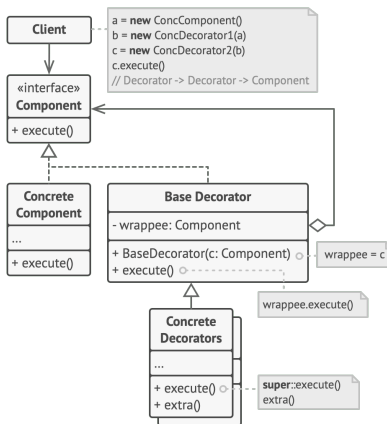 Client
a = new ConcComponent()
b = new ConcDecorator1(a)
c = new ConcDecorator2(b)
c.execute()
// Decorator -> Decorator -> Component
«interface»
Component
+ execute()
Concrete
Component
...
+ execute()
Base Decorator
- wrappee: Component
+ BaseDecorator(c: Component)
+ execute()
wrappee = c
wrappee.execute()
Concrete
Decorators
...
+ execute()
+ extra()
super::execute()
extra()